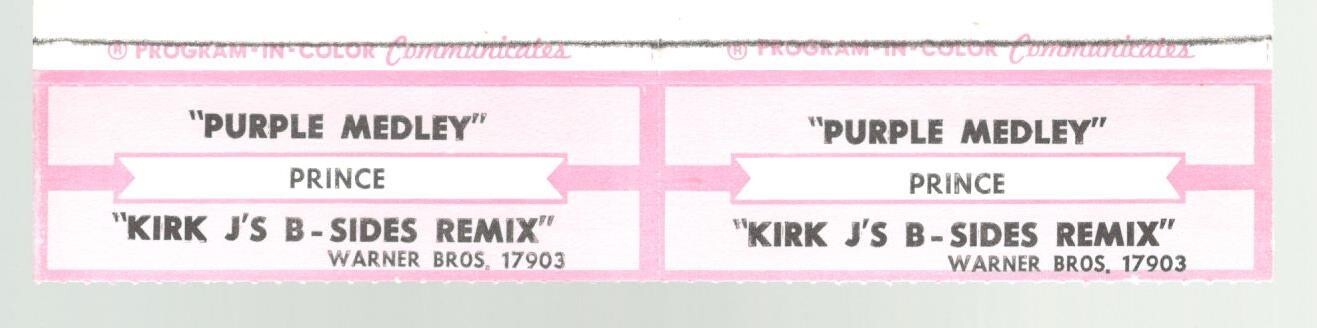 ® PROGRAM-IN-COLOR Communicates ® PROGRAM-IN-COLOR Communicates
"PURPLE MEDLEY"
PRINCE
"KIRK J'S B-SIDES REMIX"
WARNER BROS. 17903
"PURPLE MEDLEY"
PRINCE
"KIRK J'S B-SIDES REMIX"
WARNER BROS. 17903